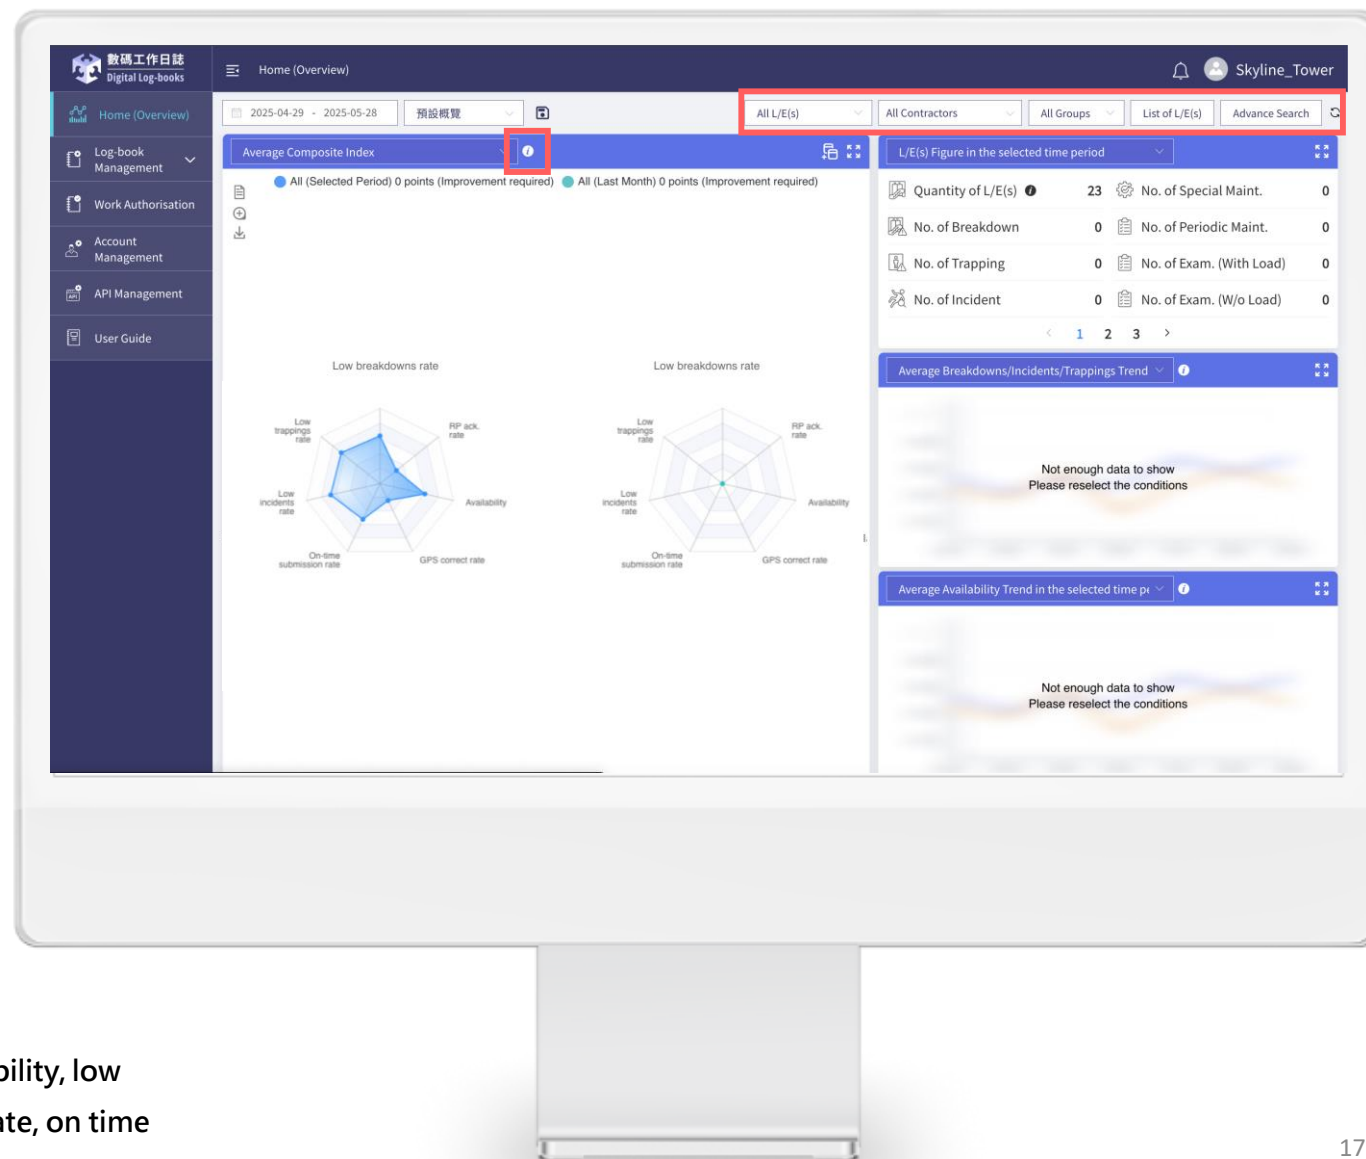 數碼工作日誌
Digital Log-books
Home (Overview)
Skyline_Tower
Home (Overview)
Log-book
Management
Work Authorisation
Account
Management
API Management
User Guide
2025-04-29 - 2025-05-28
預設概覽
All L/E(s)
All Contractors
All Groups
List of L/E(s)
Advance Search
Average Composite Index
All (Selected Period) 0 points (Improvement required)
All (Last Month) 0 points (Improvement required)
Low breakdowns rate
Low
trappings
rate
RP ack.
rate
Low
incidents
rate
Availability
On-time
submission rate
GPS correct rate
Low breakdowns rate
Low
trappings
rate
RP ack.
rate
Low
incidents
rate
Availability
On-time
submission rate
GPS correct rate
L/E(s) Figure in the selected time period
Quantity of L/E(s) 23
No. of Special Maint. 0
No. of Breakdown 0
No. of Periodic Maint. 0
No. of Trapping 0
No. of Exam. (With Load) 0
No. of Incident 0
No. of Exam. (W/o Load) 0
< 1 2 3 >
Average Breakdowns/Incidents/Trappings Trend
Not enough data to show
Please reselect the conditions
Average Availability Trend in the selected time pe
Not enough data to show
Please reselect the conditions
bility, low
ate, on time
17